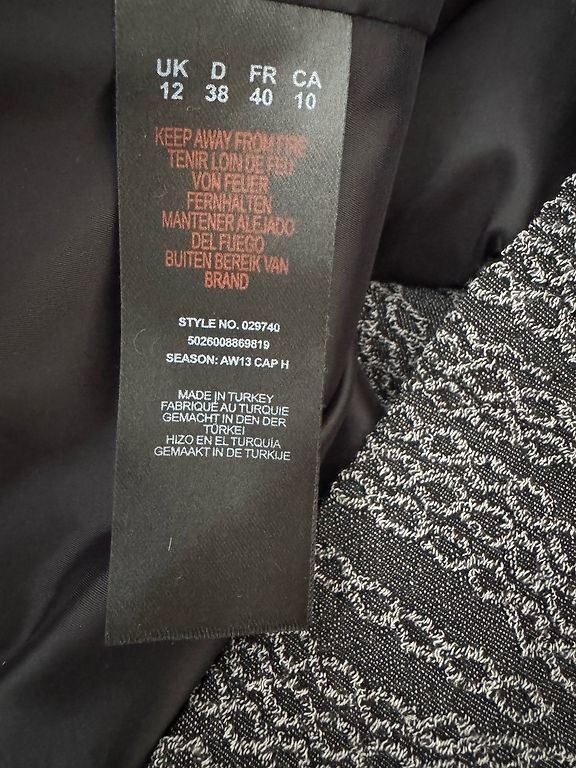 UK D FR CA
12 38 40 10
KEEP AWAY FROM FIRE
TENIR LOIN DE FEU
VON FEUER
FERNHALTEN
MANTENER ALEJADO
DEL FUEGO
BUITEN BEREIK VAN
BRAND
STYLE NO. 029740
5026008869819
SEASON: AW13 CAP H
MADE IN TURKEY
FABRIQUÉ AU TURQUIE
GEMACHT IN DEN DER
TÜRKEI
HIZO EN EL TURQUÍA
GEMAAKT IN DE TURKIJE